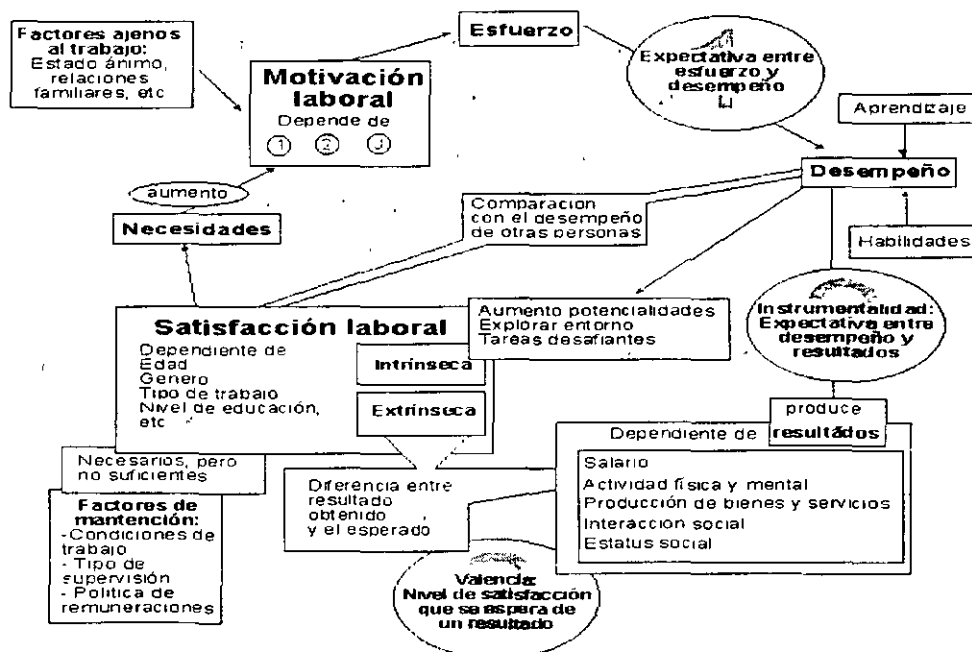 Factores ajenos
al trabajo:
Estado ánimo,
relaciones
familiares, etc
Motivación
laboral
Depende de
1 2 3
Esfuerzo
Expectativa entre
esfuerzo y
desempeño
Aprendizaje
Desempeño
Habilidades
aumento
Necesidades
Comparación
con el desempeño
de otras personas
Satisfacción laboral
Dependiente de
Edad
Genero
Tipo de trabajo
Nivel de educación,
etc
Intrínseca
Extrínseca
Aumento potencialidades
Explorar entorno
Tareas desafiantes
Instrumentalidad:
Expectativa entre
desempeño y
resultados
produce
resultados
Dependiente de
Salario
Actividad física y mental
Producción de bienes y servicios
Interacción social
Estatus social
Necesarios, pero
no suficientes
Factores de
mantención:
- Condiciones de
trabajo
- Tipo de
supervisión
- Política de
remuneraciones
Diferencia entre
resultado
obtenido
y el esperado
Valencia:
Nivel de satisfacción
que se espera de
un resultado